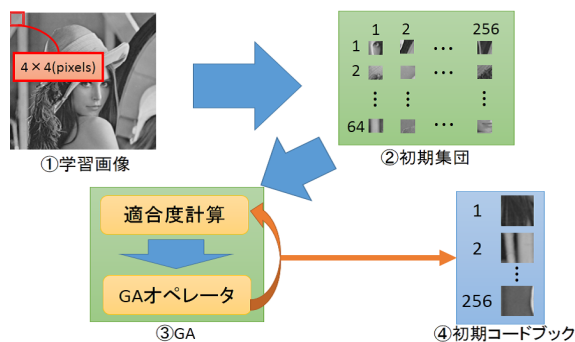 4×4(pixels)
①学習画像
1 2 256
1 ···
2 ···
⋮ ⋮ ⋮
64 ···
②初期集団
適合度計算
GAオペレータ
③GA
1
2
⋮
256
④初期コードブック